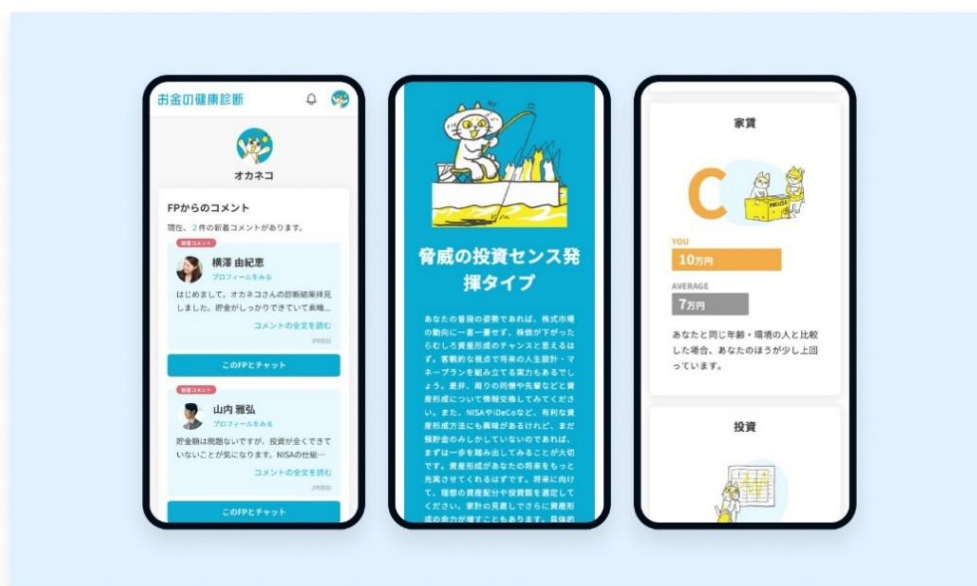 お金の健康診断
オカネコ
FPからのコメント
現在、2件の新着コメントがあります。
新着コメント
横澤 由紀恵
プロフィールをみる
はじめまして。オカネコさんの診断結果拝見
しました。貯金がしっかりできていて素晴...
コメントの全文を読む
このFPとチャット
新着コメント
山内 雅弘
プロフィールをみる
貯金額は問題ないですが、投資が全くできて
いないことが気になります。NISAの仕組…
コメントの全文を読む
このFPとチャット
脅威の投資センス発
揮タイプ
あなたの普段の姿勢であれば、株式市場
の動向に一喜一憂せず、株価が下がった
らむしろ資産形成のチャンスと思えるは
ず。客観的な視点で将来の人生設計・マ
ネープランを組み立てる実力もあるでし
ょう。是非、周りの同僚や先輩などと資
産形成について情報交換してみてくださ
い。また、NISAやiDeCoなど、有利な資
産形成方法にも興味があるけれど、まだ
預貯金のみしかしていないのであれば、
まずは一歩を踏み出してみることが大切
です。資産形成があなたの将来をもっと
充実させてくれるはずです。将来に向け
て、理想の資産配分や投資額を選定して
ください。家計の見直しでさらに資産形
成の余力が増すこともあります。具体的
家賃
C
YOU
10万円
AVERAGE
7万円
あなたと同じ年齢・環境の人と比較
した場合、あなたのほうが少し上回
っています。
投資